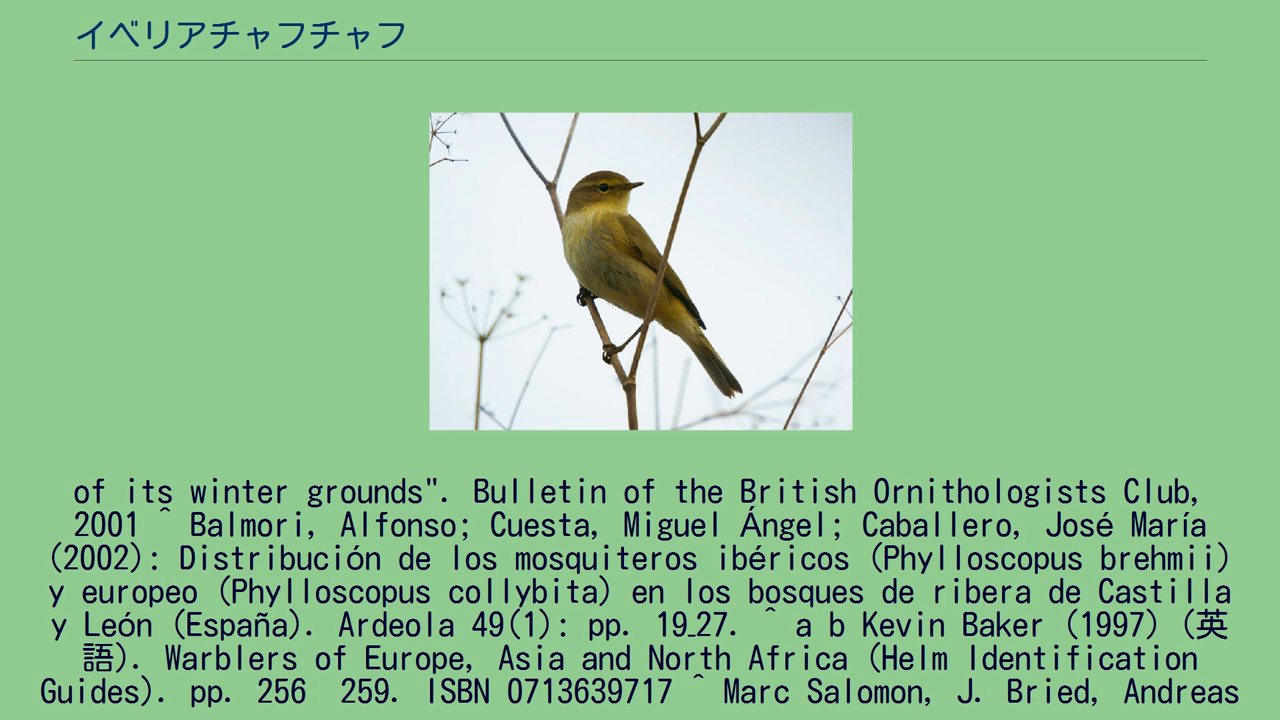 イベリアチャフチャフ
of its winter grounds". Bulletin of the British Ornithologists Club,
2001 ^ Balmori, Alfonso; Cuesta, Miguel Ángel; Caballero, José María
(2002): Distribución de los mosquiteros ibéricos (Phylloscopus brehmii)
y europeo (Phylloscopus collybita) en los bosques de ribera de Castilla
y León (España). Ardeola 49(1): pp. 19_27. ^ a b Kevin Baker (1997) (英
語). Warblers of Europe, Asia and North Africa (Helm Identification
Guides). pp. 256  259. ISBN 0713639717 ^ Marc Salomon, J. Bried, Andreas